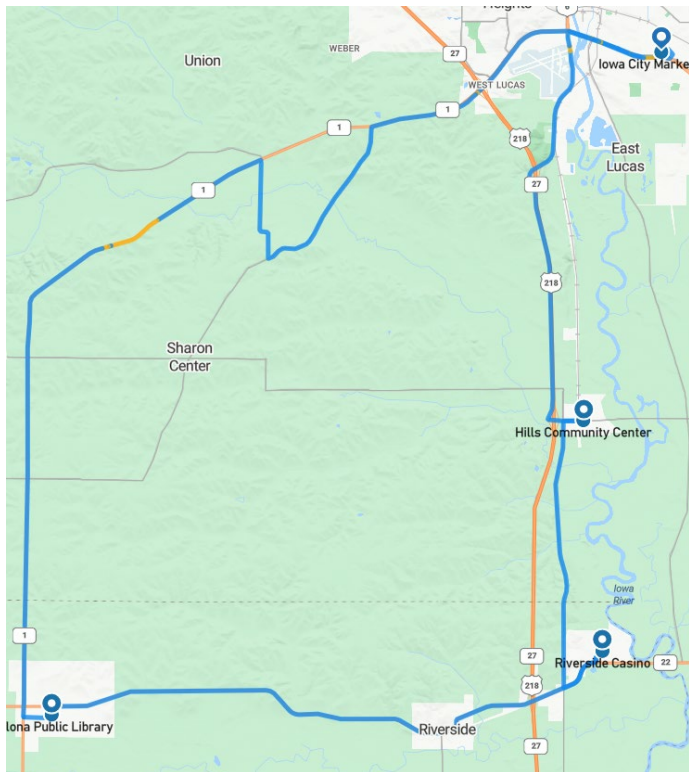 Heights
6
WEBER
27
Union
Iowa City Marke
WEST LUCAS
1
1
218
East
Lucas
27
1
218
Sharon
Center
Hills Community Center
Iowa
River
1
27
Riverside Casino
22
218
lona Public Library
Riverside
27